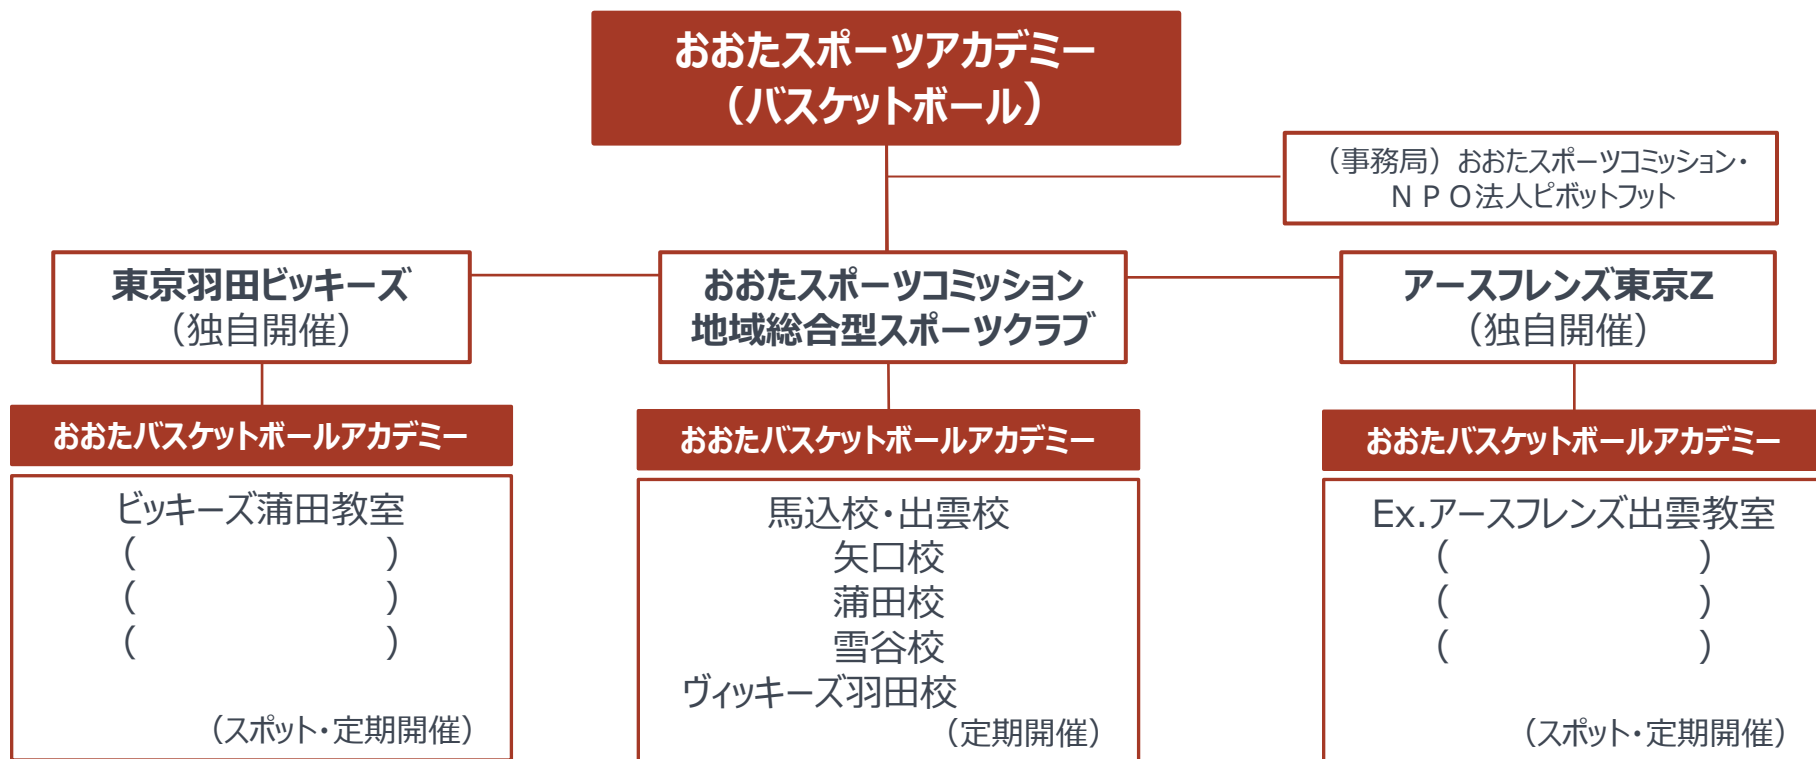 おおたスポーツアカデミー
（バスケットボール）
（事務局）おおたスポーツコミッション・
ＮＰＯ法人ピボットフット
東京羽田ビッキーズ
（独自開催）
おおたスポーツコミッション
地域総合型スポーツクラブ
アースフレンズ東京Z
（独自開催）
おおたバスケットボールアカデミー
ビッキーズ蒲田教室
（　　　　　　）
（　　　　　　）
（　　　　　　）
（スポット・定期開催）
おおたバスケットボールアカデミー
馬込校・出雲校
矢口校
蒲田校
雪谷校
ヴィッキーズ羽田校
（定期開催）
おおたバスケットボールアカデミー
Ex.アースフレンズ出雲教室
（　　　　　　）
（　　　　　　）
（　　　　　　）
（スポット・定期開催）